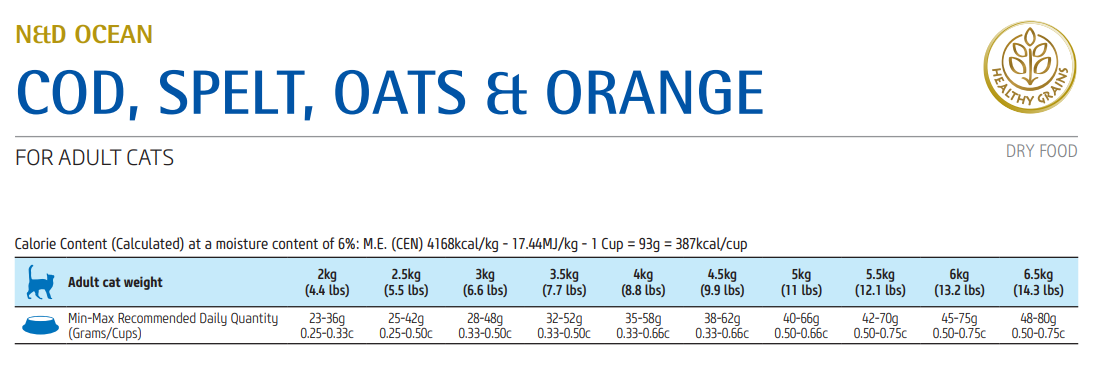 N&D OCEAN
COD, SPELT, OATS & ORANGE
HEALTHY GRAINS
FOR ADULT CATS
DRY FOOD
Calorie Content (Calculated) at a moisture content of 6%: M.E. (CEN) 4168kcal/kg - 17.44MJ/kg - 1 Cup = 93g = 387kcal/cup
Adult cat weight 2kg 2.5kg 3kg 3.5kg 4kg 4.5kg 5kg 5.5kg 6kg 6.5kg
(4.4 lbs) (5.5 lbs) (6.6 lbs) (7.7 lbs) (8.8 lbs) (9.9 lbs) (11 lbs) (12.1 lbs) (13.2 lbs) (14.3 lbs)
Min-Max Recommended Daily Quantity 23-36g 25-42g 28-48g 32-52g 35-58g 38-62g 40-66g 42-70g 45-75g 48-80g
(Grams/Cups) 0.25-0.33c 0.25-0.50c 0.33-0.50c 0.33-0.50c 0.33-0.66c 0.33-0.66c 0.50-0.66c 0.50-0.75c 0.50-0.75c 0.50-0.75c